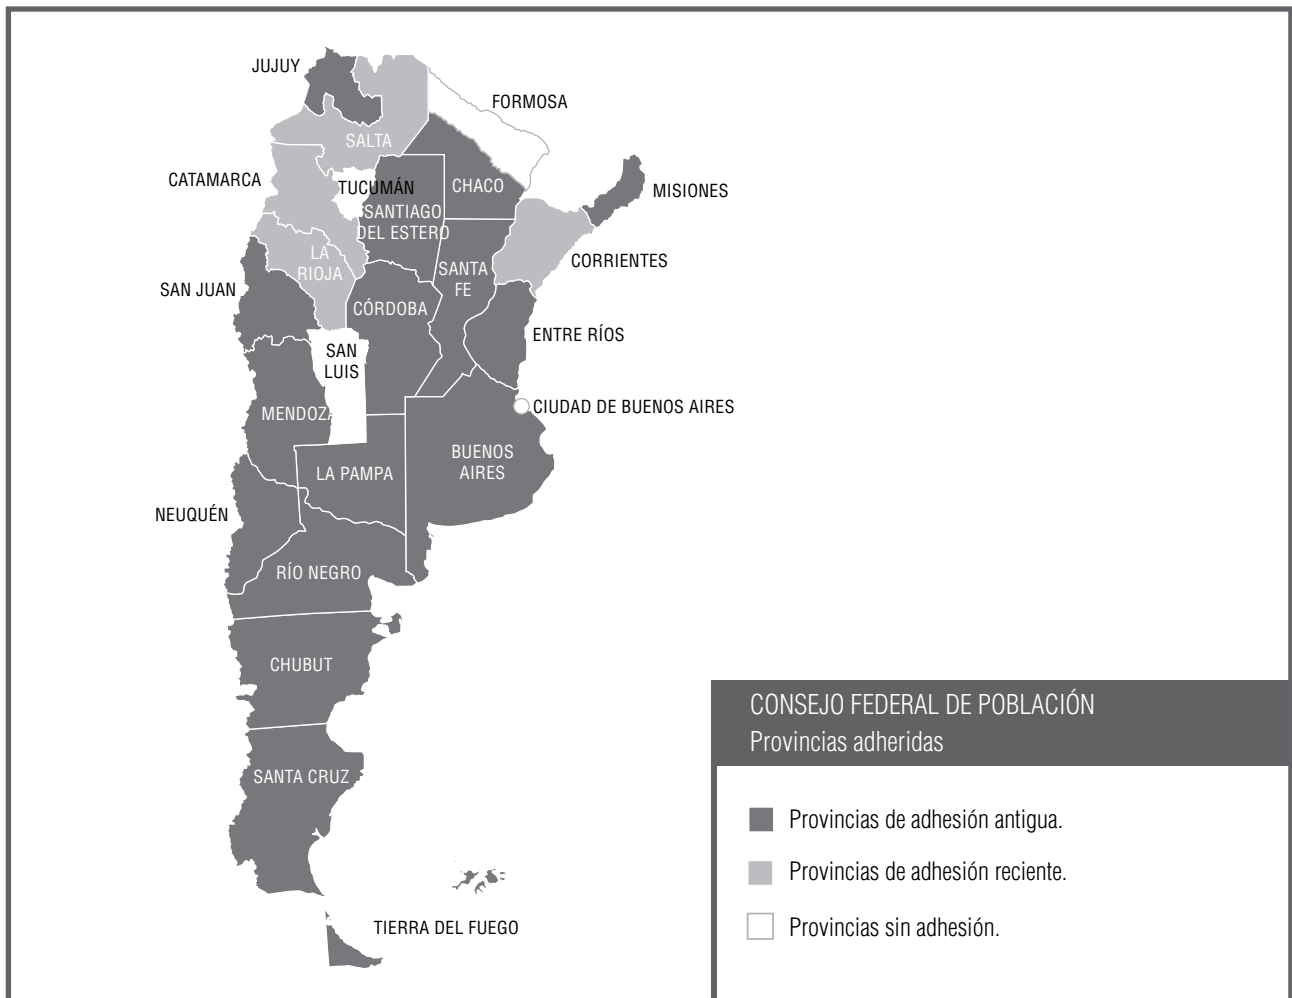 JUJUY
FORMOSA
SALTA
CATAMARCA
TUCUMÁN
CHACO
MISIONES
SANTIAGO
DEL ESTERO
LA
RIOJA
CORRIENTES
SANTA
FE
SAN JUAN
CÓRDOBA
ENTRE RÍOS
SAN
LUIS
CIUDAD DE BUENOS AIRES
MENDOZA
BUENOS
AIRES
LA PAMPA
NEUQUÉN
RÍO NEGRO
CHUBUT
SANTA CRUZ
TIERRA DEL FUEGO
CONSEJO FEDERAL DE POBLACIÓN
Provincias adheridas
Provincias de adhesión antigua.
Provincias de adhesión reciente.
Provincias sin adhesión.